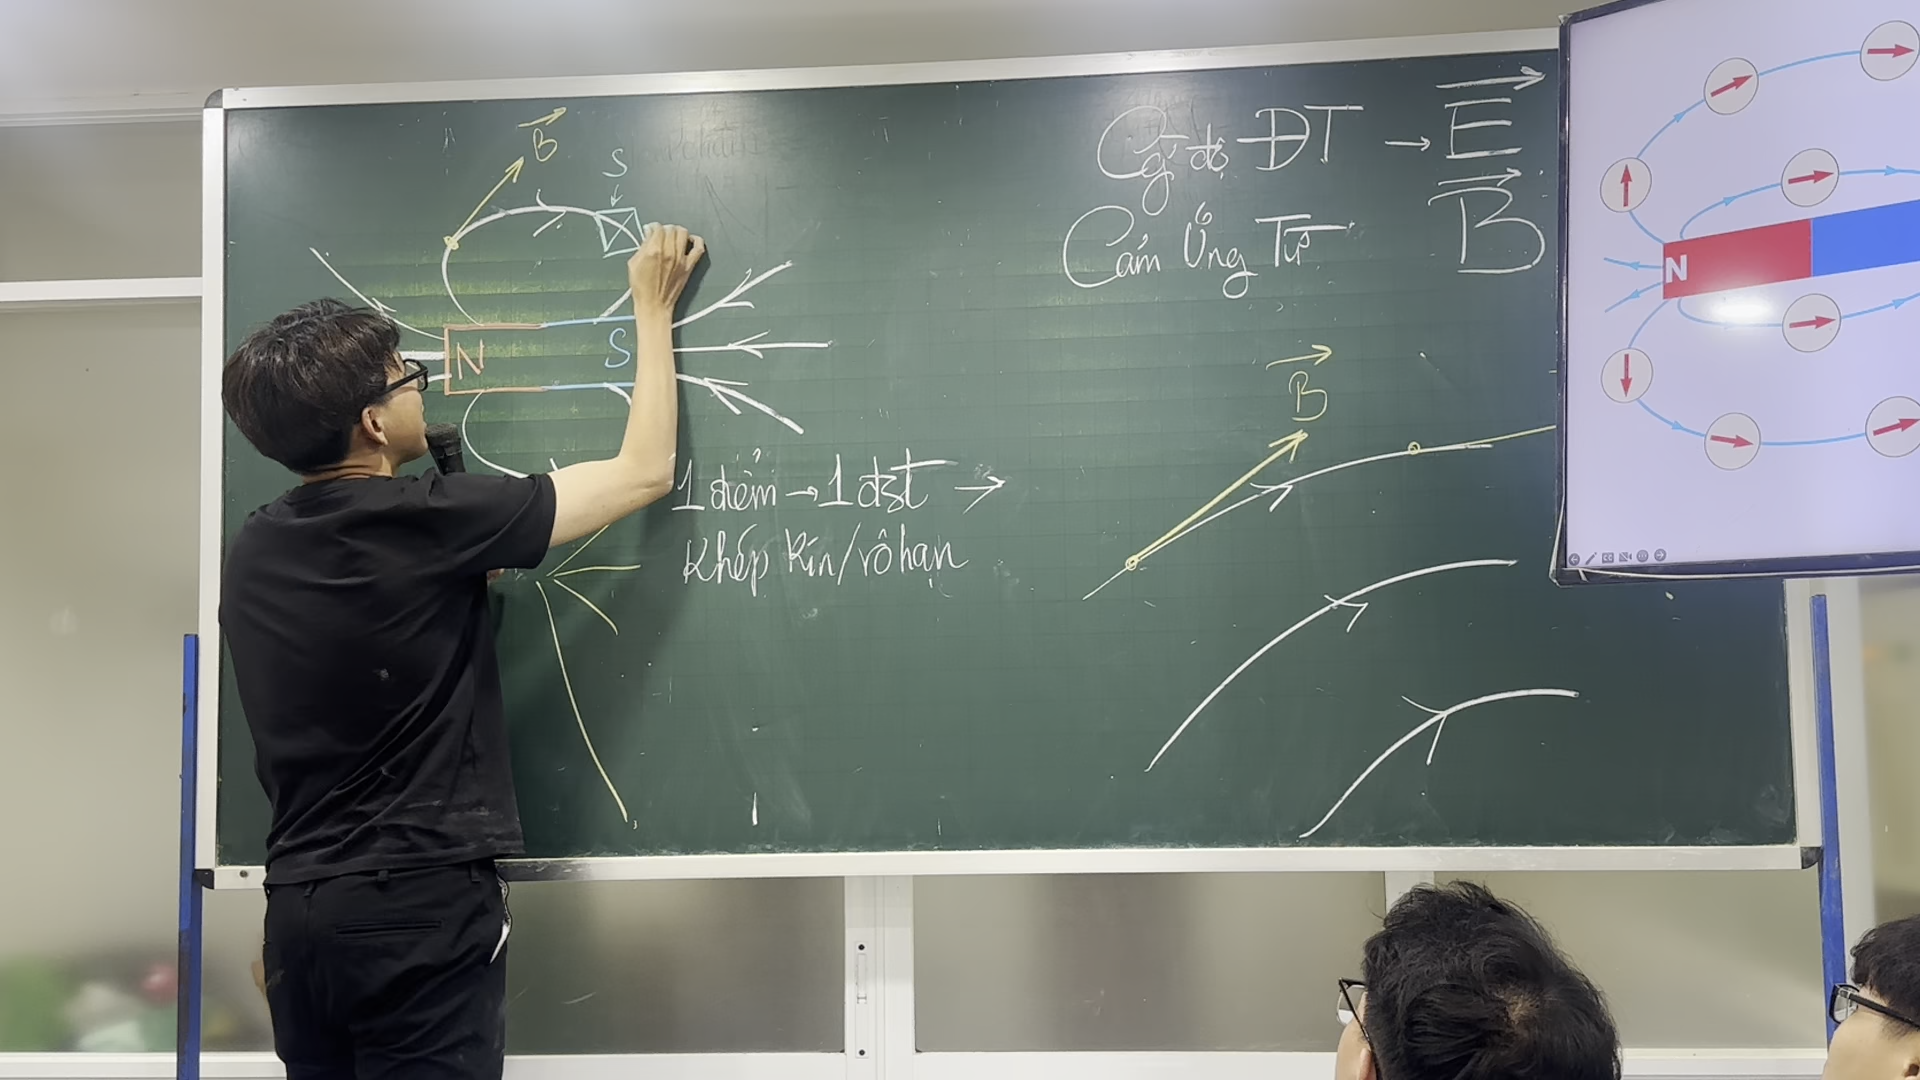 B
S
Cg độ ĐT → E
Cảm Ứng Từ B
N S
N
B
1 điểm → 1 đst →
Khép kín/vô hạn